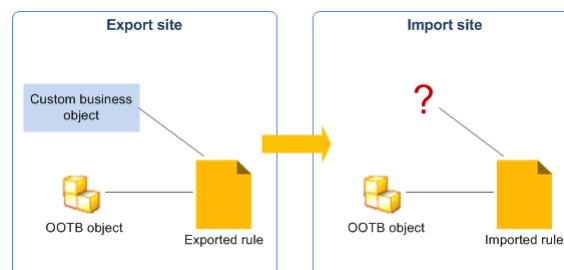 Export site
Import site
Custom business
object
?
OOTB object
Exported rule
OOTB object
Imported rule